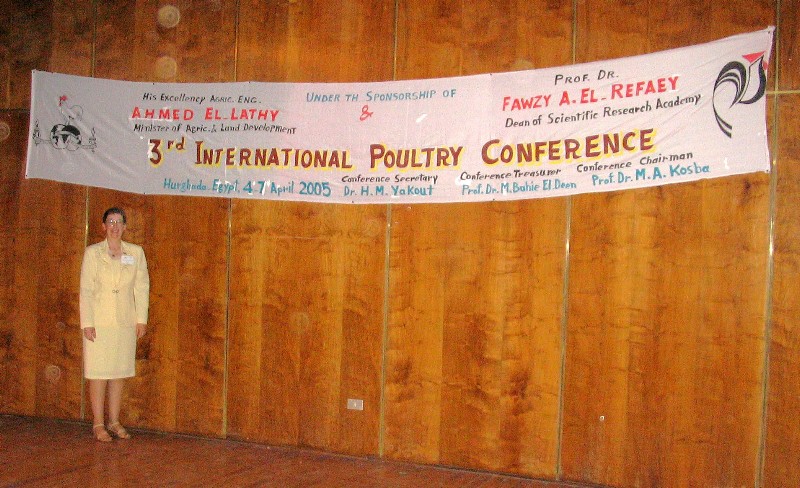 His Excellency Agric. Eng.
AHMED EL. LATHY
Minister of Agric. & Land Development
UNDER TH SPONSORSHIP OF
&
PROF. DR.
FAWZY A. EL. REFAEY
Dean of Scientific Research Academy
3rd INTERNATIONAL POULTRY CONFERENCE
Hurghada. Egypt. 4 7 April 2005
Conference Secretary
Dr. H. M. Yakout
Conference Treasurer
Prof. Dr. M. Bahie El. Deen
Conference Chairman
Prof. Dr. M. A. Kosba